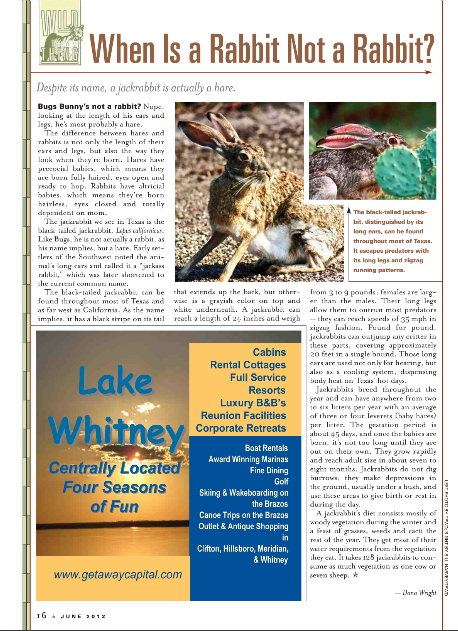 WILD
THING
When Is a Rabbit Not a Rabbit?
Despite its name, a jackrabbit is actually a hare.
Bugs Bunny's not a rabbit? Nope,
looking at the length of his ears and
legs, he's most probably a hare.
The difference between hares and
rabbits is not only the length of their
ears and legs, but also the way they
look when they're born. Hares have
precocial babies, which means they
are born fully haired, eyes open and
ready to hop. Rabbits have altricial
babies, which means they're born
hairless, eyes closed and totally
dependent on mom.
The jackrabbit we see in Texas is the
black-tailed jackrabbit, Lepus californicus.
Like Bugs, he is not actually a rabbit, as
his name implies, but a hare. Early set-
tlers of the Southwest noted the ani-
mal's long ears and called it a "jackass
rabbit," which was later shortened to
the current common name.
The black-tailed jackrabbit can be
found throughout most of Texas and
as far west as California. As the name
implies, it has a black stripe on its tail
that extends up the back, but other-
wise is a grayish color on top and
white underneath. A jackrabbit can
reach a length of 24 inches and weigh
The black-tailed jackrab-
bit, distinguished by its
long ears, can be found
throughout most of Texas.
It escapes predators with
its long legs and zigzag
running patterns.
from 3 to 9 pounds; females are larg-
er than the males. Their long legs
allow them to outrun most predators
— they can reach speeds of 35 mph in
zigzag fashion. Pound for pound,
jackrabbits can outjump any critter in
these parts, covering approximately
20 feet in a single bound. Those long
ears are used not only for hearing, but
also as a cooling system, dispensing
body heat on Texas' hot days.
Jackrabbits breed throughout the
year and can have anywhere from two
to six litters per year with an average
of three or four leverets (baby hares)
per litter. The gestation period is
about 45 days, and once the babies are
born, it's not too long until they are
out on their own. They grow rapidly
and reach adult size in about seven to
eight months. Jackrabbits do not dig
burrows, they make depressions in
the ground, usually under a bush, and
use these areas to give birth or rest in
during the day.
A jackrabbit's diet consists mostly of
woody vegetation during the winter and
a feast of grasses, weeds and cacti the
rest of the year. They get most of their
water requirements from the vegetation
they eat. It takes 128 jackrabbits to con-
sume as much vegetation as one cow or
seven sheep. ★
— Dana Wright
Lake
Whitney
Centrally Located
Four Seasons
of Fun
www.getawaycapital.com
Cabins
Rental Cottages
Full Service
Resorts
Luxury B&B's
Reunion Facilities
Corporate Retreats
Boat Rentals
Award Winning Marinas
Fine Dining
Golf
Skiing & Wakeboarding on
the Brazos
Canoe Trips on the Brazos
Outlet & Antique Shopping
in
Clifton, Hillsboro, Meridian,
& Whitney
16 ★ JUNE 2012